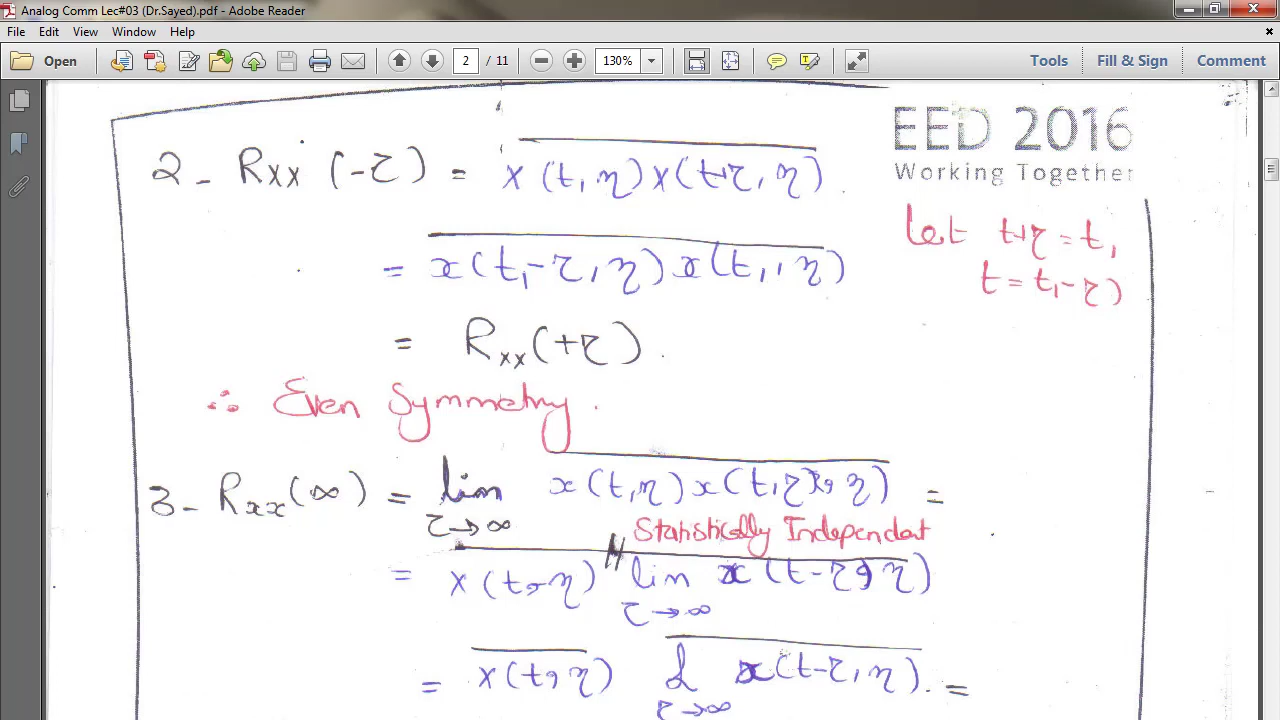 Analog Comm Lec#03 (Dr.Sayed).pdf - Adobe Reader
File Edit View Window Help
Open 2 / 11 130% Tools Fill & Sign Comment
EED 2016
Working Together
2 - Rxx (-τ) = x (t, η) x (t+τ, η)
let t+τ = t₁
= x(t₁-τ, η) x(t₁, η)
t = t₁-τ)
= Rxx (+τ) .
∴ Even Symmetry .
3 - Rxx (∞) = lim τ→∞ x(t,η) x(t, τ), η) =
Statistically Independat
= x (t, η) lim τ→∞ x (t-τ, η)
= x(t, η) L τ→∞ x(t-τ, η) . =